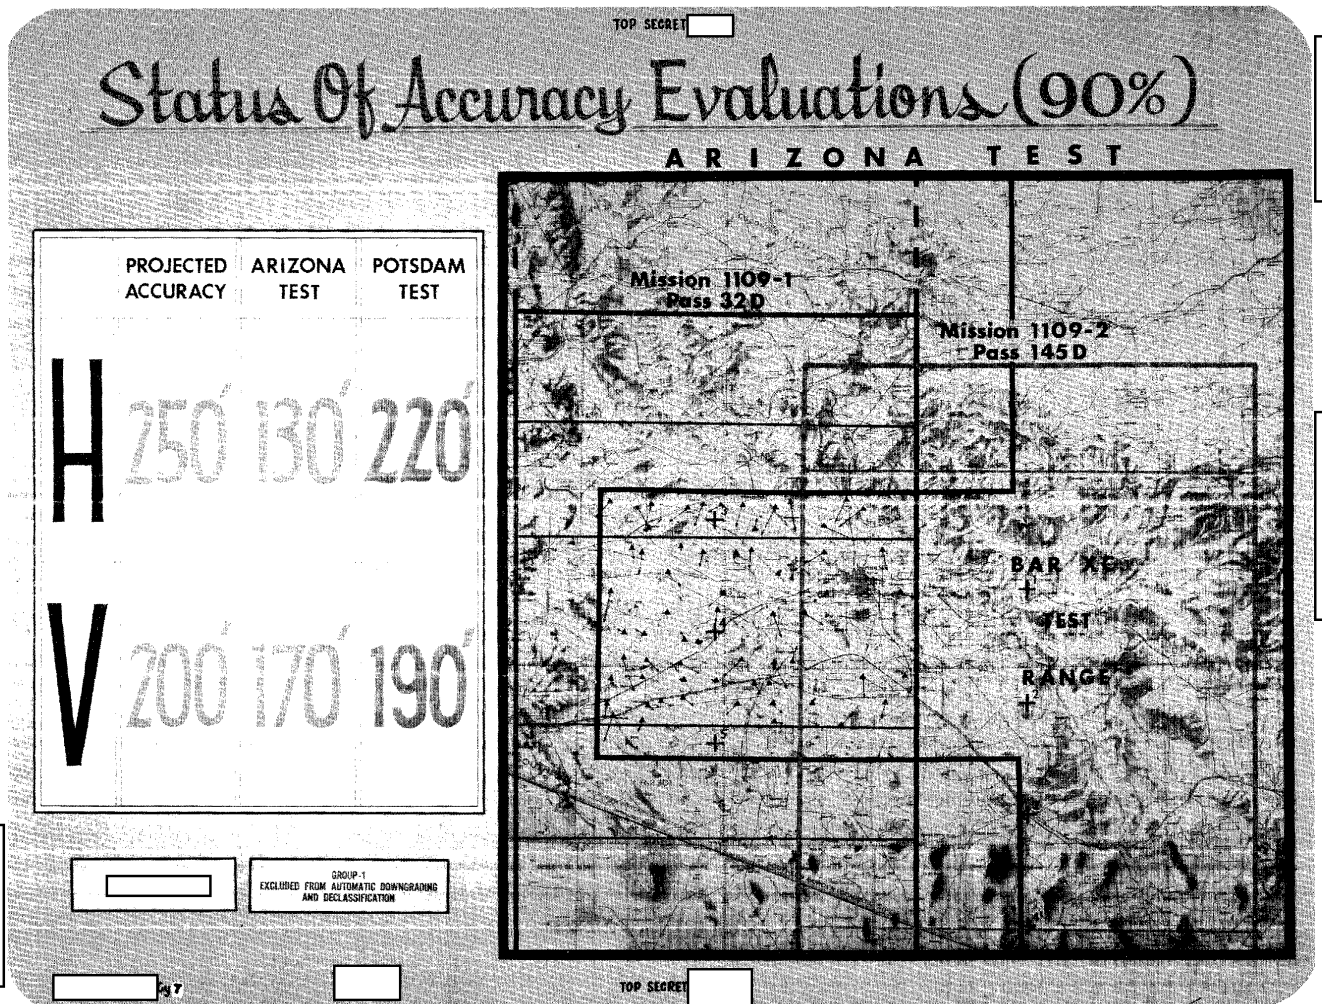 TOP SECRET
Status Of Accuracy Evaluations (90%)
ARIZONA TEST
PROJECTED ACCURACY
ARIZONA TEST
POTSDAM TEST
H 250' 130' 220'
V 200' 170' 190'
Mission 1109-1
Pass 32D
Mission 1109-2
Pass 145D
BAR
TEST
RANGE
GROUP-1
EXCLUDED FROM AUTOMATIC DOWNGRADING
AND DECLASSIFICATION
TOP SECRET